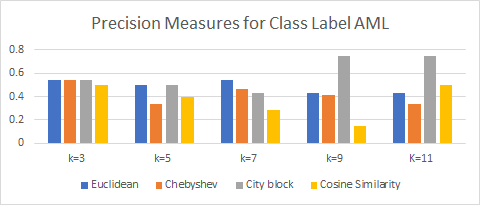 Precision Measures for Class Label AML
0.8
0.6
0.4
0.2
0
k=3 k=5 k=7 k=9 K=11
Euclidean Chebyshev City block Cosine Similarity